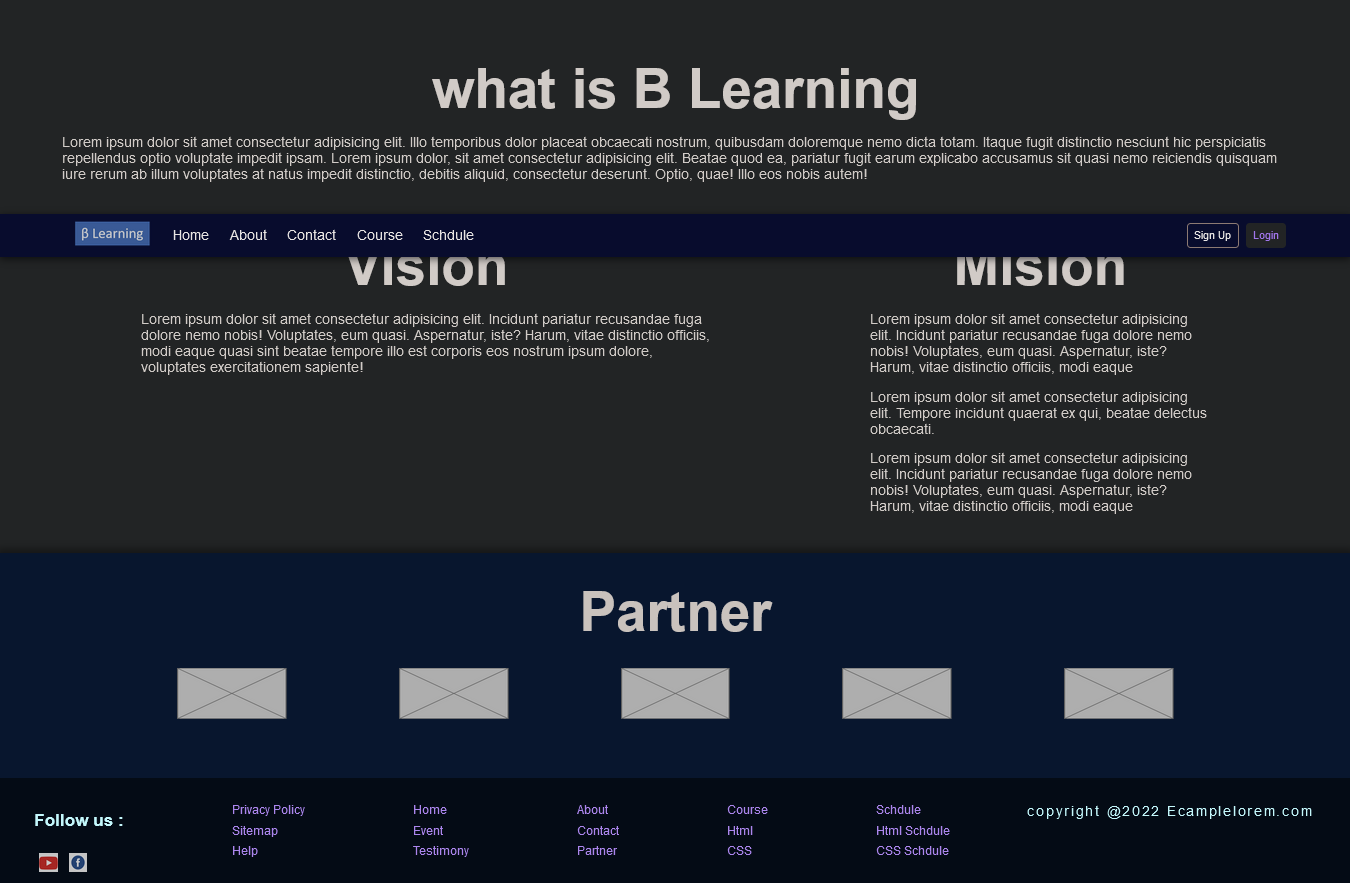 what is B Learning
Lorem ipsum dolor sit amet consectetur adipisicing elit. Illo temporibus dolor placeat obcaecati nostrum, quibusdam doloremque nemo dicta totam. Itaque fugit distinctio nesciunt hic perspiciatis
repellendus optio voluptate impedit ipsam. Lorem ipsum dolor, sit amet consectetur adipisicing elit. Beatae quod ea, pariatur fugit earum explicabo accusamus sit quasi nemo reiciendis quisquam
iure rerum ab illum voluptates at natus impedit distinctio, debitis aliquid, consectetur deserunt. Optio, quae! Illo eos nobis autem!
β Learning Home About Contact Course Schdule Sign Up Login
Vision
Lorem ipsum dolor sit amet consectetur adipisicing elit. Incidunt pariatur recusandae fuga
dolore nemo nobis! Voluptates, eum quasi. Aspernatur, iste? Harum, vitae distinctio officiis,
modi eaque quasi sint beatae tempore illo est corporis eos nostrum ipsum dolore,
voluptates exercitationem sapiente!
Mision
Lorem ipsum dolor sit amet consectetur adipisicing
elit. Incidunt pariatur recusandae fuga dolore nemo
nobis! Voluptates, eum quasi. Aspernatur, iste?
Harum, vitae distinctio officiis, modi eaque
Lorem ipsum dolor sit amet consectetur adipisicing
elit. Tempore incidunt quaerat ex qui, beatae delectus
obcaecati.
Lorem ipsum dolor sit amet consectetur adipisicing
elit. Incidunt pariatur recusandae fuga dolore nemo
nobis! Voluptates, eum quasi. Aspernatur, iste?
Harum, vitae distinctio officiis, modi eaque
Partner
Follow us :
Privacy Policy
Sitemap
Help
Home
Event
Testimony
About
Contact
Partner
Course
Html
CSS
Schdule
Html Schdule
CSS Schdule
copyright @2022 Ecamplelorem.com